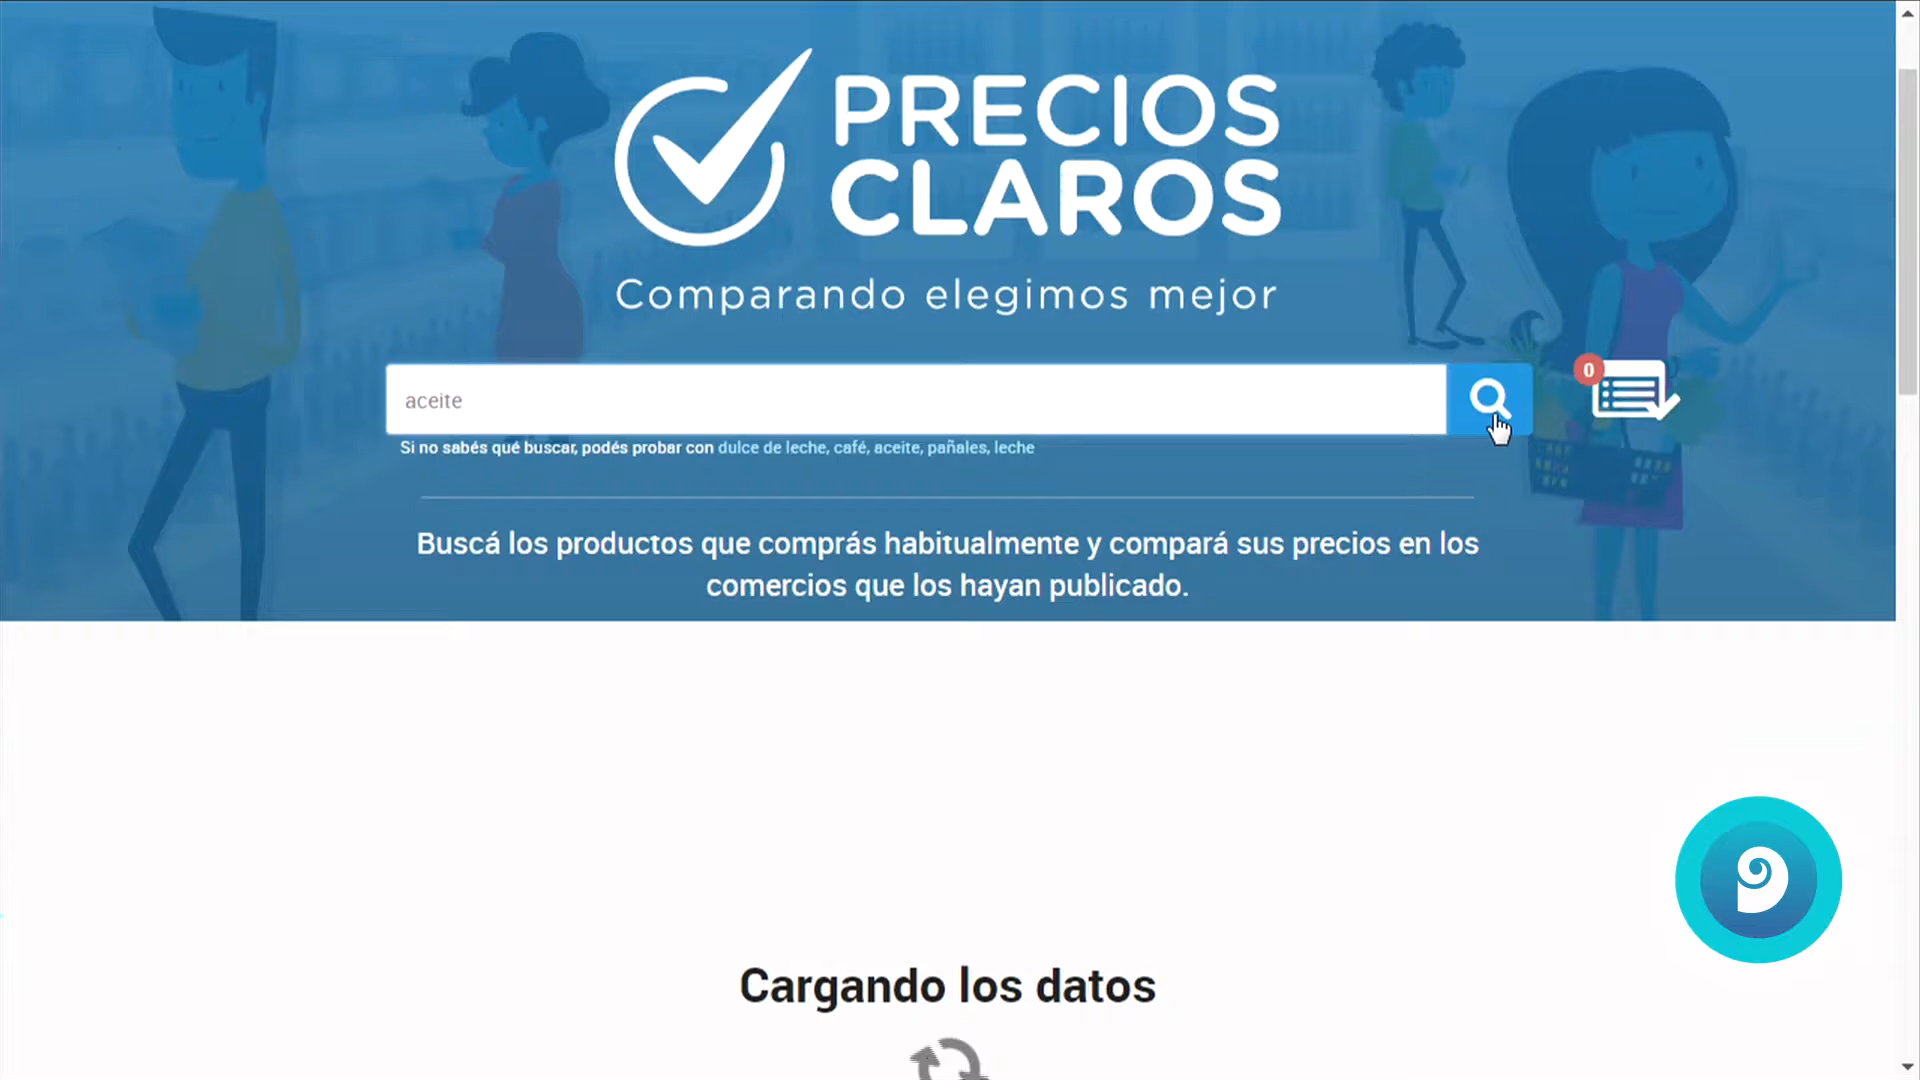 PRECIOS
CLAROS
Comparando elegimos mejor
aceite
0
Si no sabés qué buscar, podés probar con dulce de leche, café, aceite, pañales, leche
Buscá los productos que comprás habitualmente y compará sus precios en los
comercios que los hayan publicado.
Cargando los datos